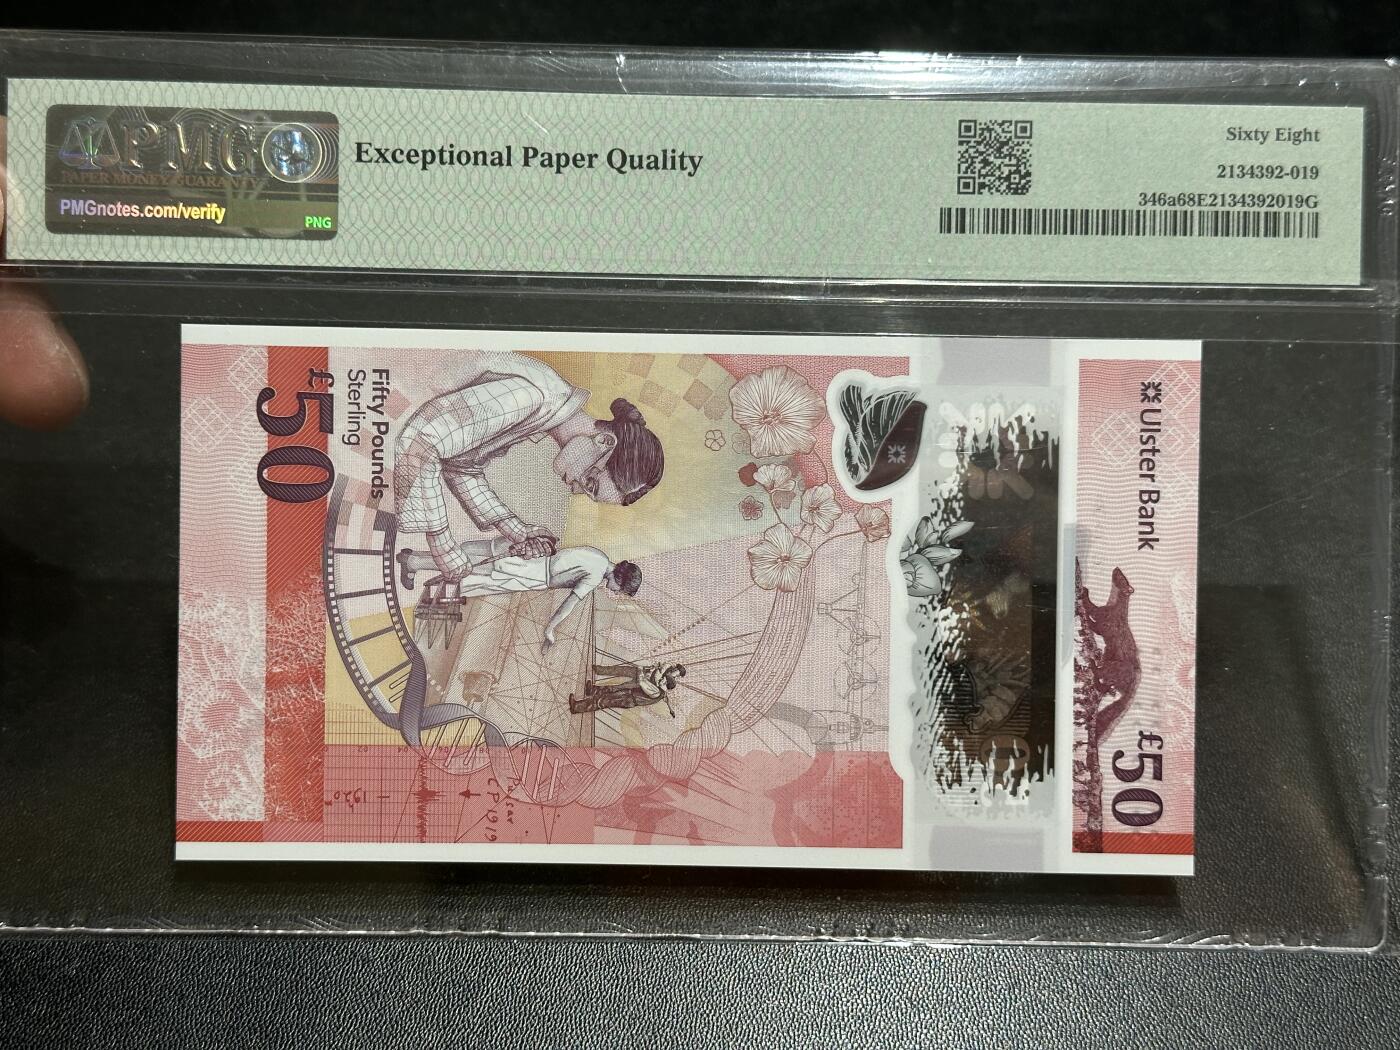 PMG
PAPER MONEY GUARANTY
PMGnotes.com/verify
PNG
Exceptional Paper Quality
Sixty Eight
2134392-019
346a68E2134392019G
£50
Fifty Pounds
Sterling
Ulster Bank
£50
Pulsar
CP1919